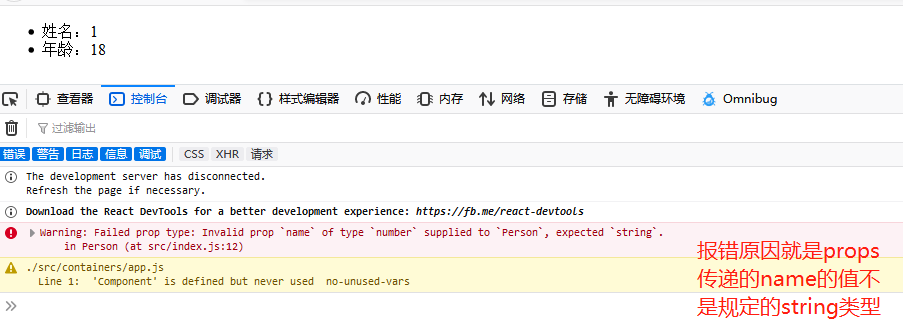 姓名：1
年龄：18
查看器 控制台 调试器 样式编辑器 性能 内存 网络 存储 无障碍环境 Omnibug
过滤输出
错误 警告 日志 信息 调试 CSS XHR 请求
The development server has disconnected.
Refresh the page if necessary.
Download the React DevTools for a better development experience: https://fb.me/react-devtools
Warning: Failed prop type: Invalid prop `name` of type `number` supplied to `Person`, expected `string`.
in Person (at src/index.js:12)
./src/containers/app.js
Line 1:  'Component' is defined but never used  no-unused-vars
报错原因就是props
传递的name的值不
是规定的string类型